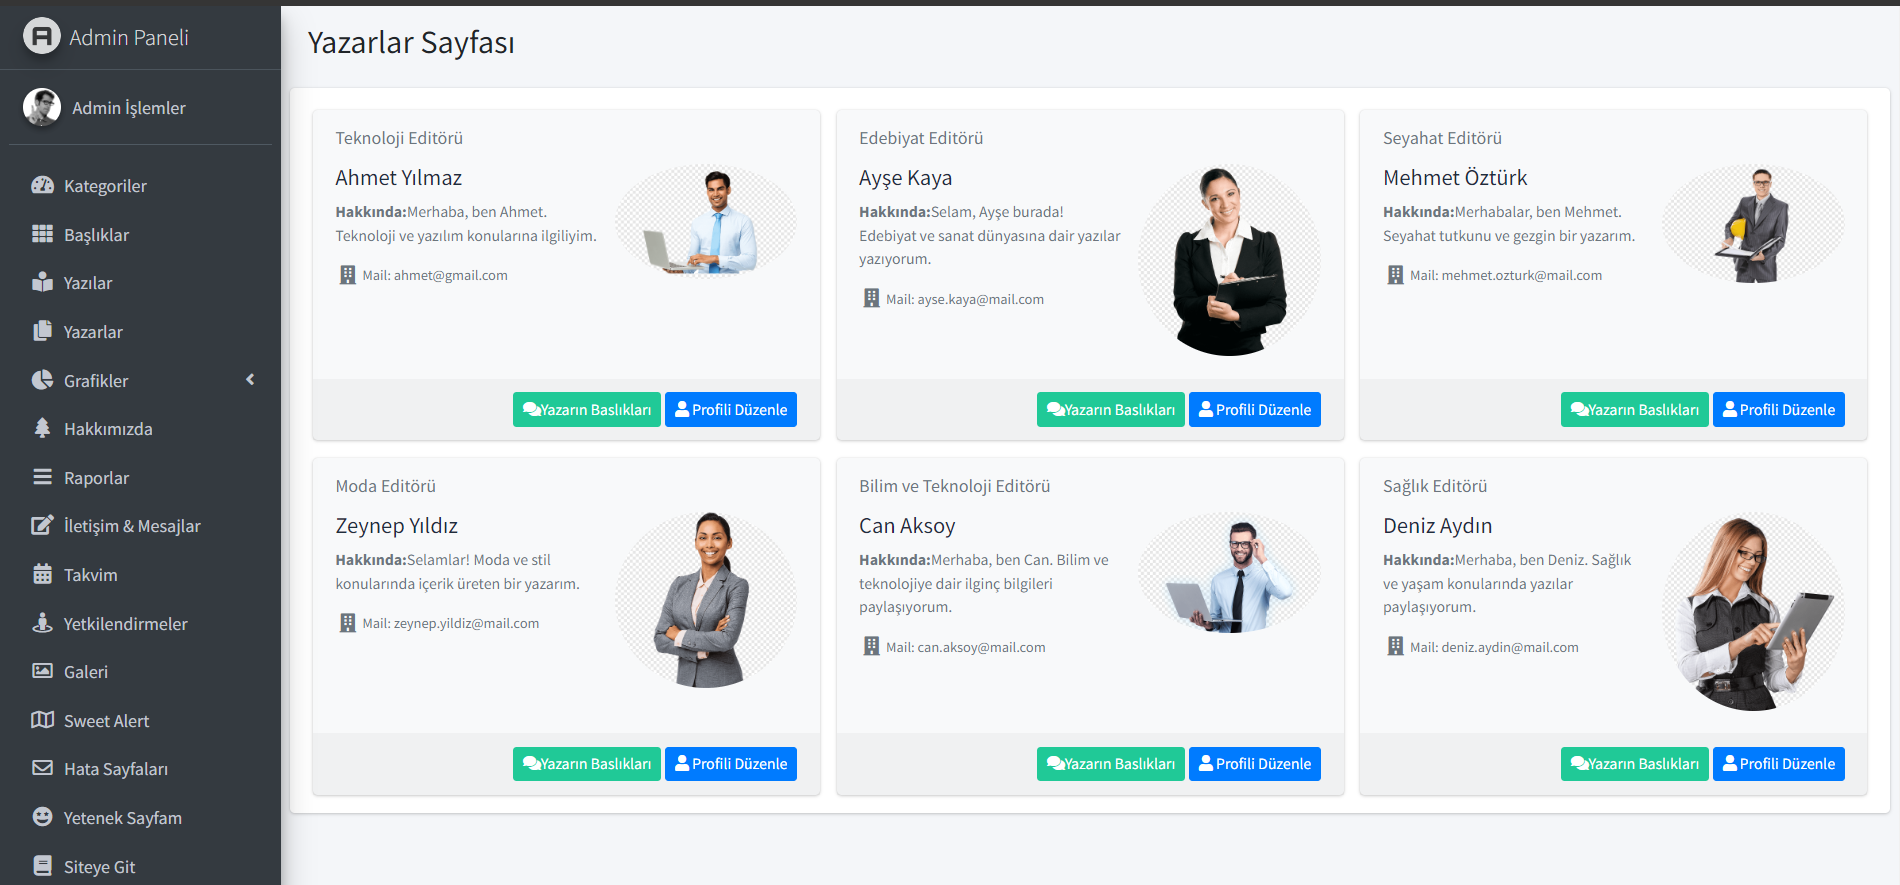 Admin Paneli
Admin İşlemler
Kategoriler
Başlıklar
Yazılar
Yazarlar
Grafikler
Hakkımızda
Raporlar
İletişim & Mesajlar
Takvim
Yetkilendirmeler
Galeri
Sweet Alert
Hata Sayfaları
Yetenek Sayfam
Siteye Git
Yazarlar Sayfası
Teknoloji Editörü
Ahmet Yılmaz
Hakkında:Merhaba, ben Ahmet.
Teknoloji ve yazılım konularına ilgiliyim.
Mail: ahmet@gmail.com
Yazarın Baslıkları Profili Düzenle
Edebiyat Editörü
Ayşe Kaya
Hakkında:Selam, Ayşe burada!
Edebiyat ve sanat dünyasına dair yazılar
yazıyorum.
Mail: ayse.kaya@mail.com
Yazarın Baslıkları Profili Düzenle
Seyahat Editörü
Mehmet Öztürk
Hakkında:Merhabalar, ben Mehmet.
Seyahat tutkunu ve gezgin bir yazarım.
Mail: mehmet.ozturk@mail.com
Yazarın Baslıkları Profili Düzenle
Moda Editörü
Zeynep Yıldız
Hakkında:Selamlar! Moda ve stil
konularında içerik üreten bir yazarım.
Mail: zeynep.yildiz@mail.com
Yazarın Baslıkları Profili Düzenle
Bilim ve Teknoloji Editörü
Can Aksoy
Hakkında:Merhaba, ben Can. Bilim ve
teknolojiye dair ilginç bilgileri
paylaşıyorum.
Mail: can.aksoy@mail.com
Yazarın Baslıkları Profili Düzenle
Sağlık Editörü
Deniz Aydın
Hakkında:Merhaba, ben Deniz. Sağlık
ve yaşam konularında yazılar
paylaşıyorum.
Mail: deniz.aydin@mail.com
Yazarın Baslıkları Profili Düzenle